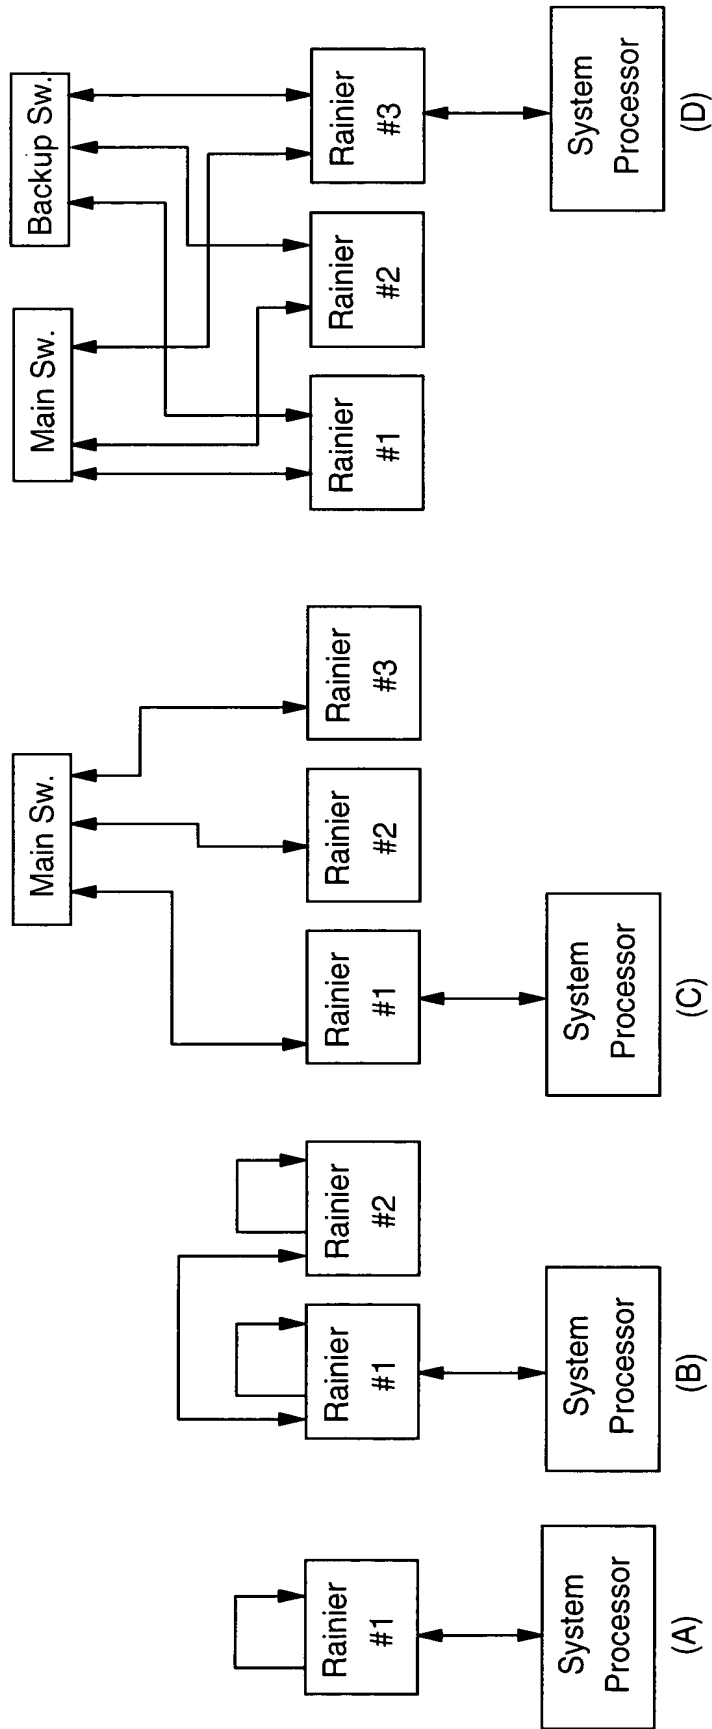 Rainier
#1
System
Processor
(A)
Rainier
#1
Rainier
#2
System
Processor
(B)
Main Sw.
Rainier
#1
Rainier
#2
Rainier
#3
System
Processor
(C)
Main Sw.
Backup Sw.
Rainier
#1
Rainier
#2
Rainier
#3
System
Processor
(D)